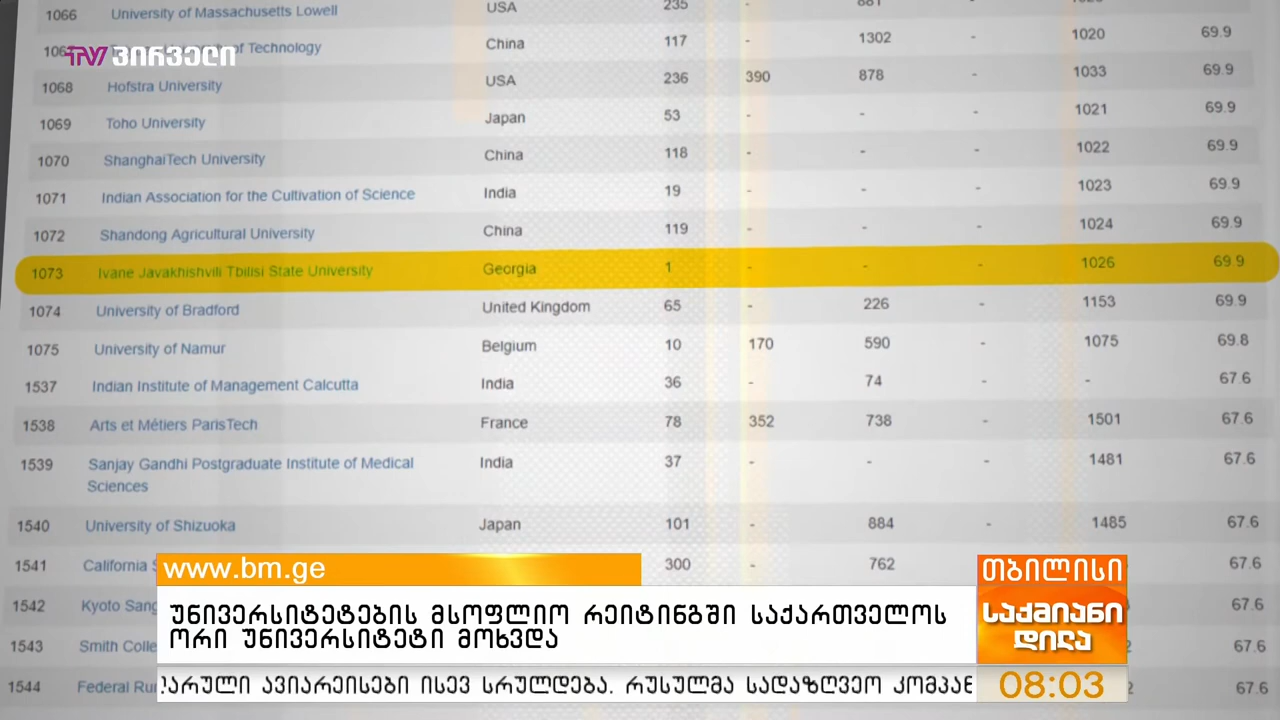 1066 University of Massachusetts Lowell USA 235 -
TV პირველი of Technology China 117 - 1302 - 1020 69.9
1068 Hofstra University USA 236 390 878 - 1033 69.9
1069 Toho University Japan 53 - - - 1021 69.9
1070 ShanghaiTech University China 118 - - - 1022 69.9
1071 Indian Association for the Cultivation of Science India 19 - - - 1023 69.9
1072 Shandong Agricultural University China 119 - - - 1024 69.9
1073 Ivane Javakhishvili Tbilisi State University Georgia 1 - - - 1026 69.9
1074 University of Bradford United Kingdom 65 - 226 - 1153 69.9
1075 University of Namur Belgium 10 170 590 - 1075 69.8
1537 Indian Institute of Management Calcutta India 36 - 74 - - 67.6
1538 Arts et Métiers ParisTech France 78 352 738 - 1501 67.6
1539 Sanjay Gandhi Postgraduate Institute of Medical India 37 - - - 1481 67.6
Sciences
1540 University of Shizuoka Japan 101 - 884 - 1485 67.6
1541 California 300 - 762 67.6
1542 Kyoto 67.6
1543 Smith 67.6
1544 Federal 67.6
www.bm.ge
უნივერსიტეტების მსოფლიო რეიტინგში საქართველოს
ორი უნივერსიტეტი მოხვდა
თბილისი
საქმიანი
დილა
ავიარეისები ისევ სრულდება. რუსულმა სადაზღვეო
08:03